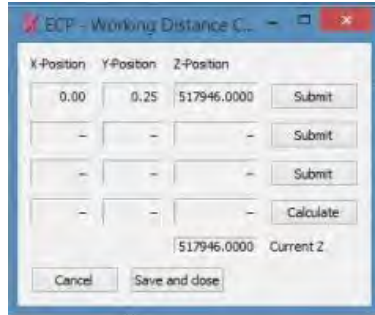 ECP - Working Distance C...
X-Position Y-Position Z-Position
0.00 0.25 517946.0000 Submit
- - - Submit
- - - Submit
- - - Calculate
517946.0000 Current Z
Cancel Save and close